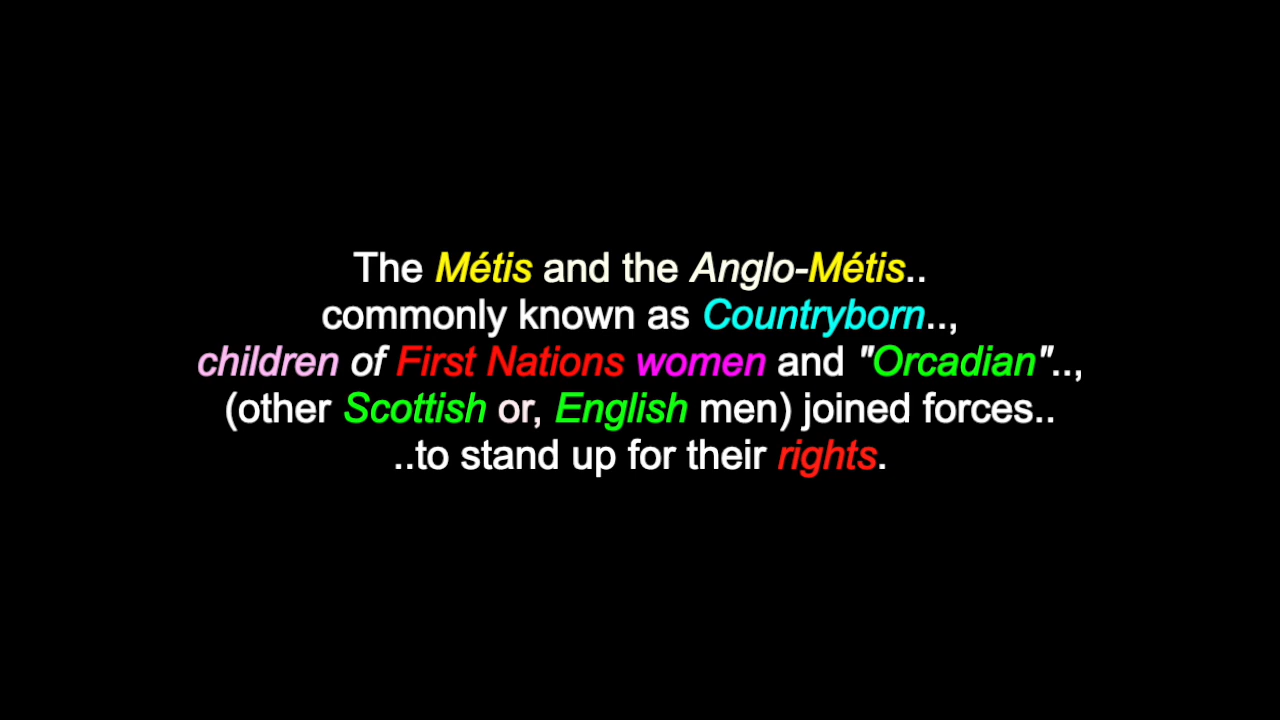 The Métis and the Anglo-Métis..
commonly known as Countryborn..,
children of First Nations women and "Orcadian"..,
(other Scottish or, English men) joined forces..
..to stand up for their rights.